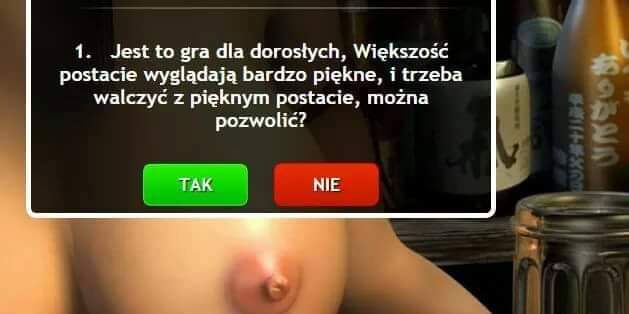 1. Jest to gra dla dorosłych, Większość
postacie wyglądają bardzo piękne, i trzeba
walczyć z pięknym postacie, można
pozwolić?
TAK
NIE
ありがとう